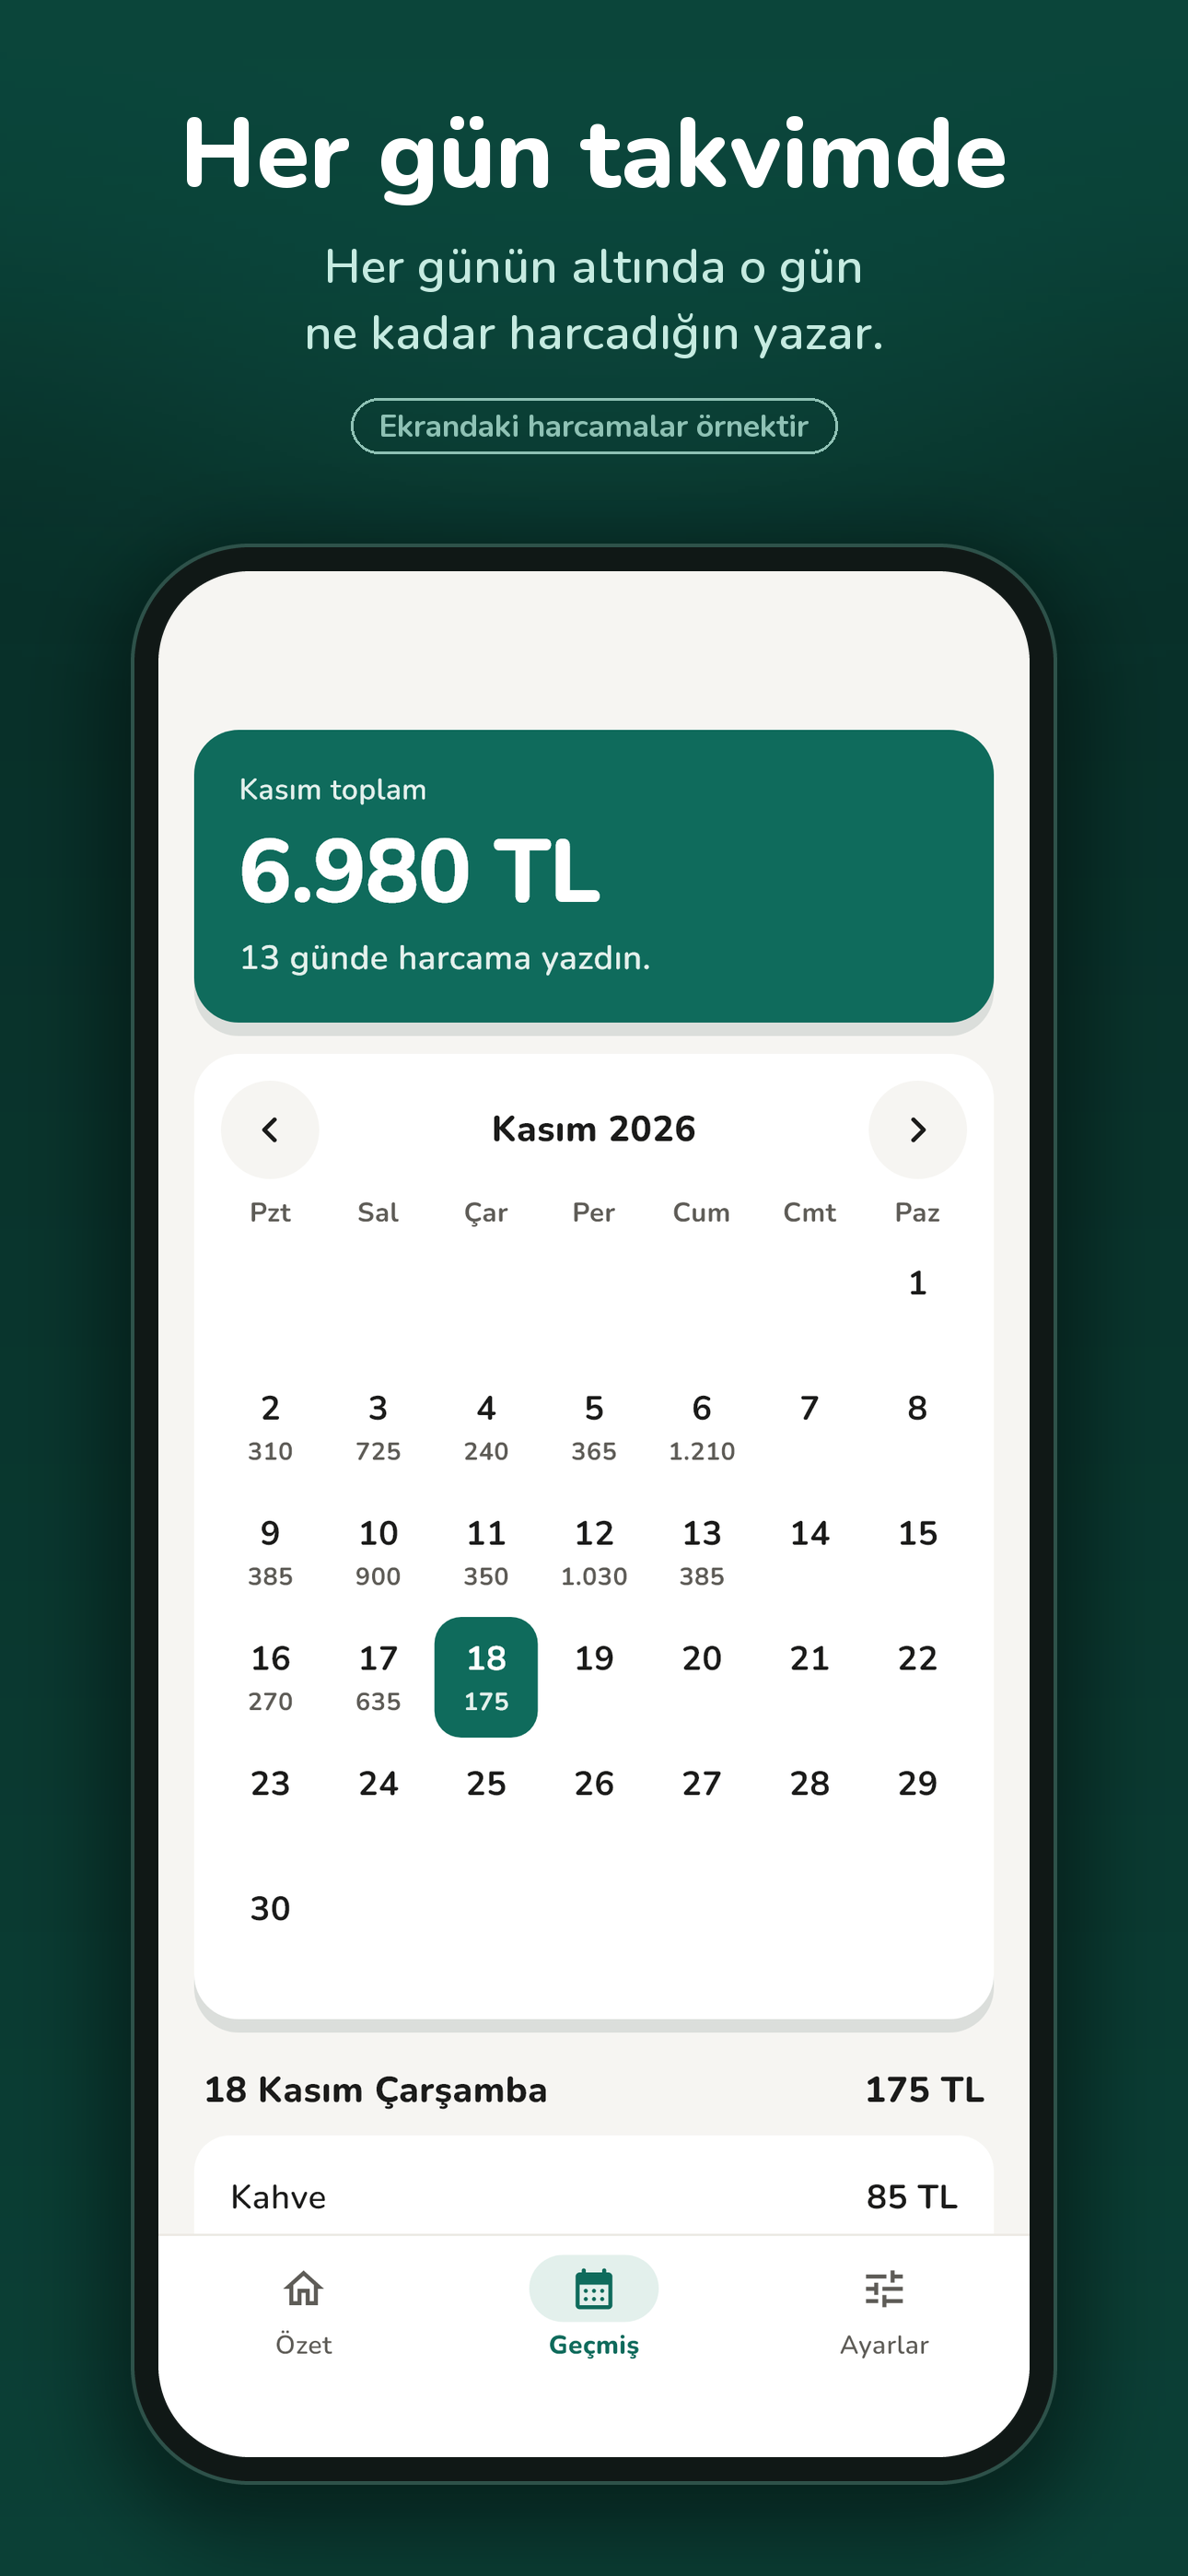 Her gün takvimde
Her günün altında o gün
ne kadar harcadığın yazar.
Ekrandaki harcamalar örnektir
Kasım toplam
6.980 TL
13 günde harcama yazdın.
Kasım 2026
Pzt Sal Çar Per Cum Cmt Paz
1
2 3 4 5 6 7 8
310 725 240 365 1.210
9 10 11 12 13 14 15
385 900 350 1.030 385
16 17 18 19 20 21 22
270 635 175
23 24 25 26 27 28 29
30
18 Kasım Çarşamba 175 TL
Kahve 85 TL
Özet Geçmiş Ayarlar